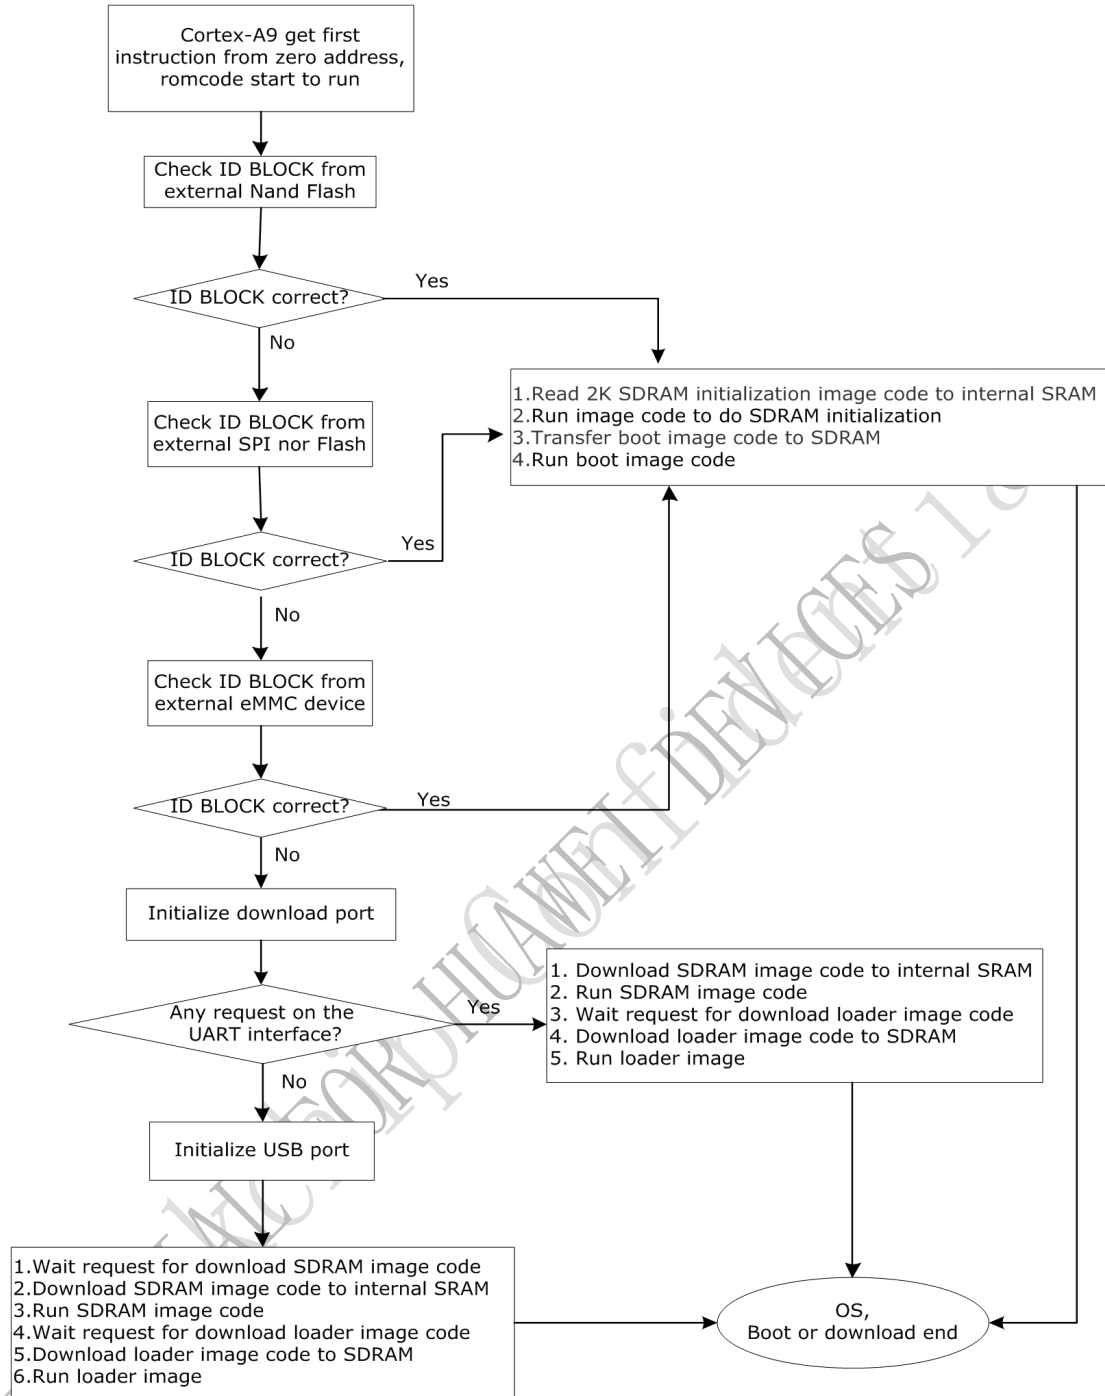 Cortex-A9 get first
instruction from zero address,
romcode start to run
Check ID BLOCK from
external Nand Flash
ID BLOCK correct?
Yes
No
1.Read 2K SDRAM initialization image code to internal SRAM
2.Run image code to do SDRAM initialization
3.Transfer boot image code to SDRAM
4.Run boot image code
Check ID BLOCK from
external SPI nor Flash
ID BLOCK correct?
Yes
No
Check ID BLOCK from
external eMMC device
ID BLOCK correct?
Yes
No
Initialize download port
Any request on the
UART interface?
Yes
No
1. Download SDRAM image code to internal SRAM
2. Run SDRAM image code
3. Wait request for download loader image code
4. Download loader image code to SDRAM
5. Run loader image
Initialize USB port
1.Wait request for download SDRAM image code
2.Download SDRAM image code to internal SRAM
3.Run SDRAM image code
4.Wait request for download loader image code
5.Download loader image code to SDRAM
6.Run loader image
OS,
Boot or download end
FOR HUAWEI DEVICES